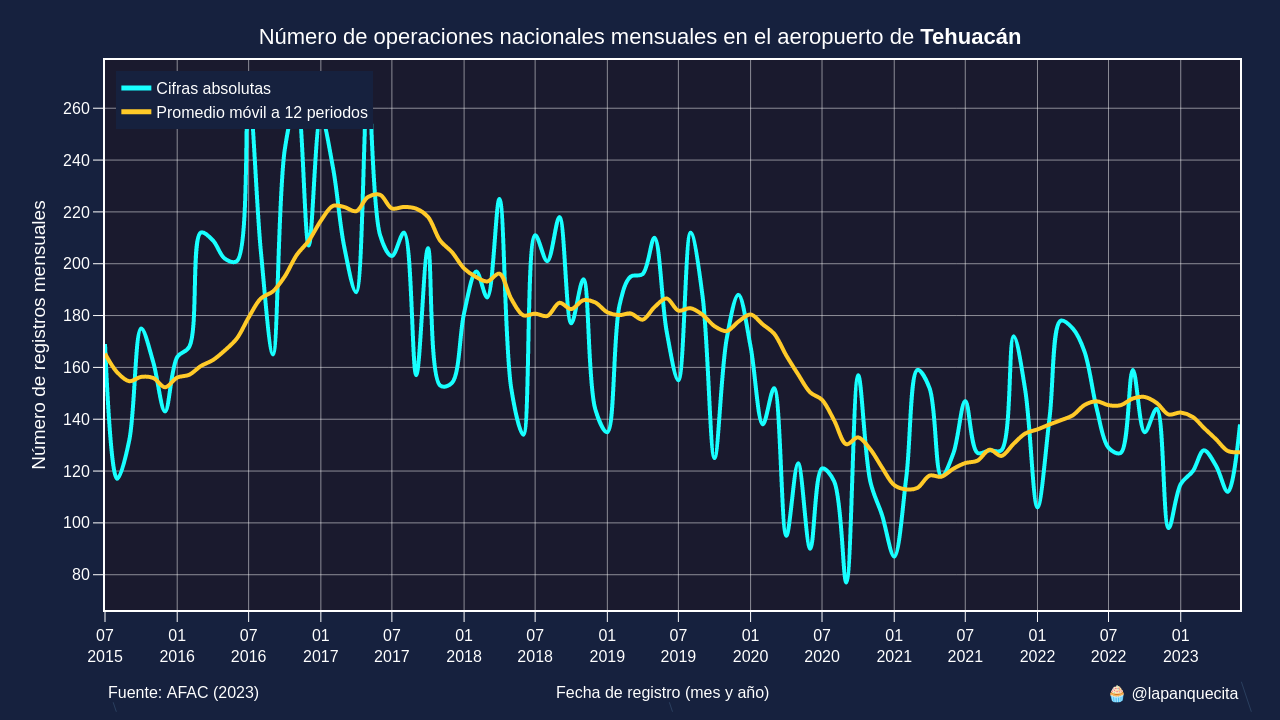 Número de operaciones nacionales mensuales en el aeropuerto de Tehuacán
Cifras absolutas
Promedio móvil a 12 periodos
260
240
220
200
180
160
140
120
100
80
Número de registros mensuales
07 01 07 01 07 01 07 01 07 01 07 01 07 01 07 01
2015 2016 2016 2017 2017 2018 2018 2019 2019 2020 2020 2021 2021 2022 2022 2023
Fuente: AFAC (2023)
Fecha de registro (mes y año)
🧁 @lapanquecita